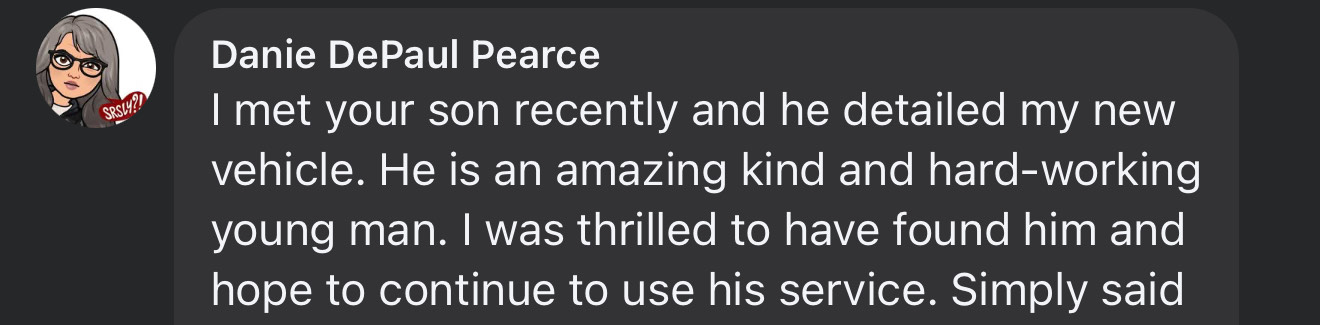 Danie DePaul Pearce
I met your son recently and he detailed my new
vehicle. He is an amazing kind and hard-working
young man. I was thrilled to have found him and
hope to continue to use his service. Simply said
SRSLY?!